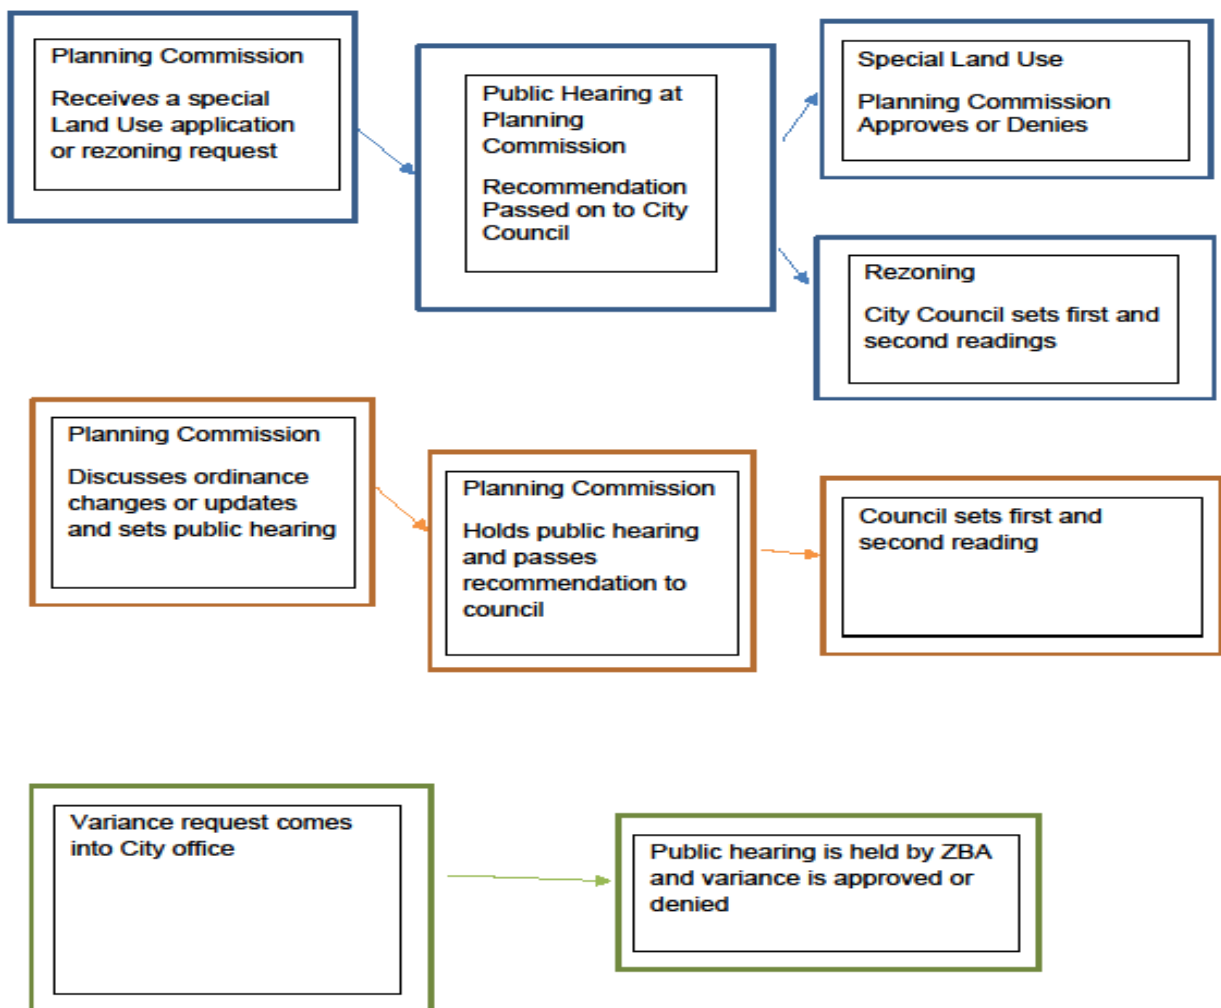 Planning Commission
Receives a special
Land Use application
or rezoning request
Public Hearing at
Planning
Commission
Recommendation
Passed on to City
Council
Special Land Use
Planning Commission
Approves or Denies
Rezoning
City Council sets first and
second readings
Planning Commission
Discusses ordinance
changes or updates
and sets public hearing
Planning Commission
Holds public hearing
and passes
recommendation to
council
Council sets first and
second reading
Variance request comes
into City office
Public hearing is held by ZBA
and variance is approved or
denied